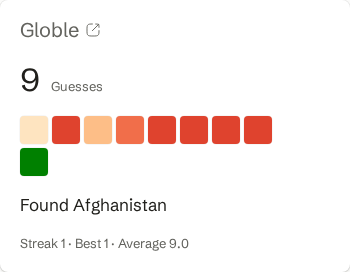 Globle
9 Guesses
Found Afghanistan
Streak 1 · Best 1 · Average 9.0